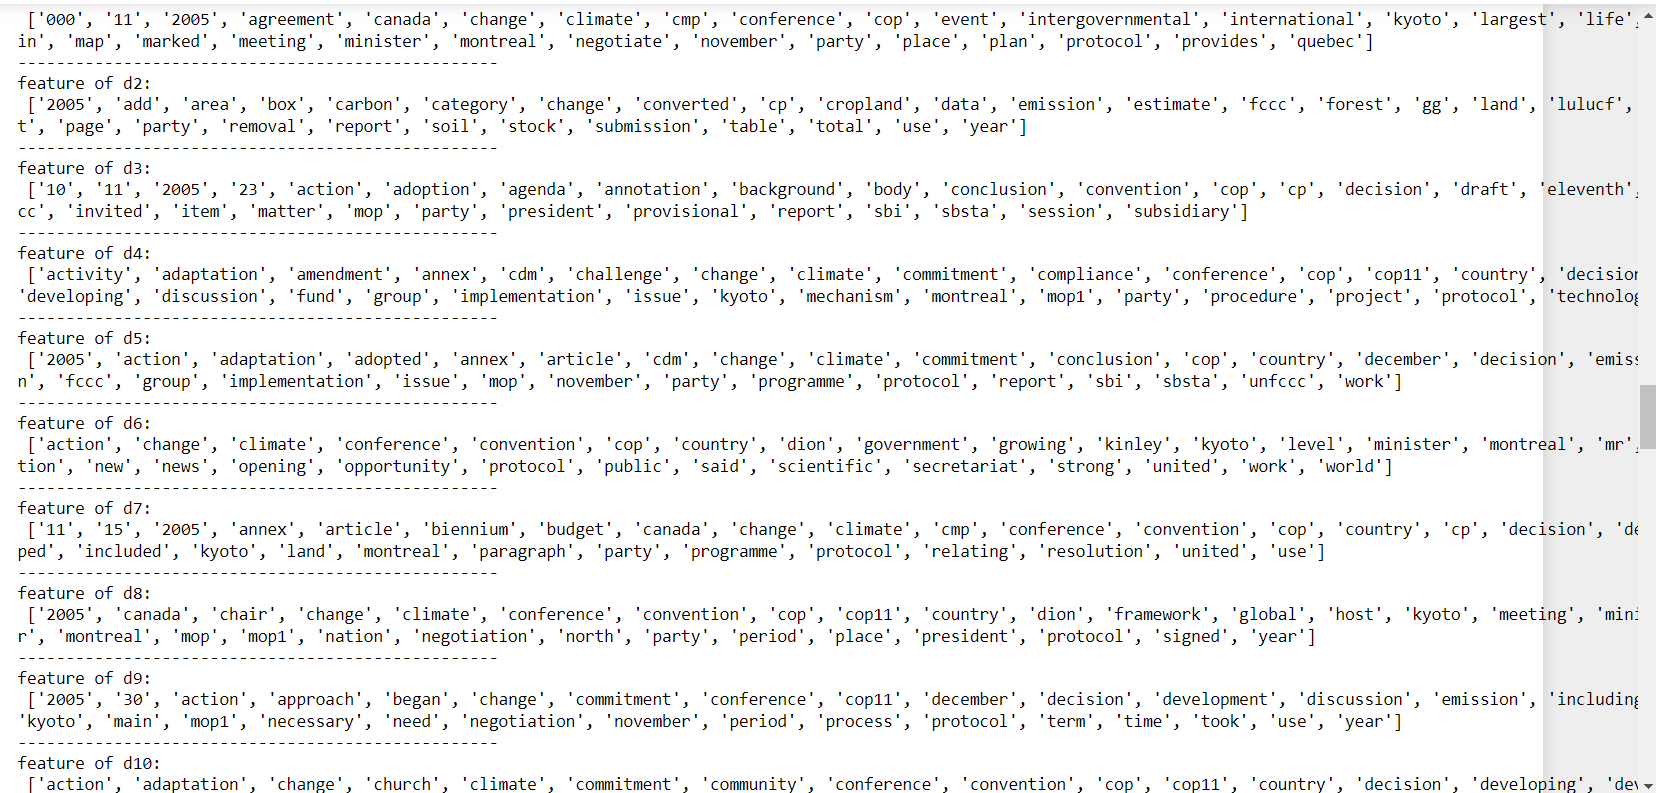 ['000', '11', '2005', 'agreement', 'canada', 'change', 'climate', 'cmp', 'conference', 'cop', 'event', 'intergovernmental', 'international', 'kyoto', 'largest', 'life',
in', 'map', 'marked', 'meeting', 'minister', 'montreal', 'negotiate', 'november', 'party', 'place', 'plan', 'protocol', 'provides', 'quebec']
--------------------------------------------------
feature of d2:
['2005', 'add', 'area', 'box', 'carbon', 'category', 'change', 'converted', 'cp', 'cropland', 'data', 'emission', 'estimate', 'fccc', 'forest', 'gg', 'land', 'lulucf',
t', 'page', 'party', 'removal', 'report', 'soil', 'stock', 'submission', 'table', 'total', 'use', 'year']
--------------------------------------------------
feature of d3:
['10', '11', '2005', '23', 'action', 'adoption', 'agenda', 'annotation', 'background', 'body', 'conclusion', 'convention', 'cop', 'cp', 'decision', 'draft', 'eleventh',
cc', 'invited', 'item', 'matter', 'mop', 'party', 'president', 'provisional', 'report', 'sbi', 'sbsta', 'session', 'subsidiary']
--------------------------------------------------
feature of d4:
['activity', 'adaptation', 'amendment', 'annex', 'cdm', 'challenge', 'change', 'climate', 'commitment', 'compliance', 'conference', 'cop', 'cop11', 'country', 'decision
'developing', 'discussion', 'fund', 'group', 'implementation', 'issue', 'kyoto', 'mechanism', 'montreal', 'mop1', 'party', 'procedure', 'project', 'protocol', 'technolog
--------------------------------------------------
feature of d5:
['2005', 'action', 'adaptation', 'adopted', 'annex', 'article', 'cdm', 'change', 'climate', 'commitment', 'conclusion', 'cop', 'country', 'december', 'decision', 'emiss
n', 'fccc', 'group', 'implementation', 'issue', 'mop', 'november', 'party', 'programme', 'protocol', 'report', 'sbi', 'sbsta', 'unfccc', 'work']
--------------------------------------------------
feature of d6:
['action', 'change', 'climate', 'conference', 'convention', 'cop', 'country', 'dion', 'government', 'growing', 'kinley', 'kyoto', 'level', 'minister', 'montreal', 'mr',
tion', 'new', 'news', 'opening', 'opportunity', 'protocol', 'public', 'said', 'scientific', 'secretariat', 'strong', 'united', 'work', 'world']
--------------------------------------------------
feature of d7:
['11', '15', '2005', 'annex', 'article', 'biennium', 'budget', 'canada', 'change', 'climate', 'cmp', 'conference', 'convention', 'cop', 'country', 'cp', 'decision', 'de
ped', 'included', 'kyoto', 'land', 'montreal', 'paragraph', 'party', 'programme', 'protocol', 'relating', 'resolution', 'united', 'use']
--------------------------------------------------
feature of d8:
['2005', 'canada', 'chair', 'change', 'climate', 'conference', 'convention', 'cop', 'cop11', 'country', 'dion', 'framework', 'global', 'host', 'kyoto', 'meeting', 'mini
r', 'montreal', 'mop', 'mop1', 'nation', 'negotiation', 'north', 'party', 'period', 'place', 'president', 'protocol', 'signed', 'year']
--------------------------------------------------
feature of d9:
['2005', '30', 'action', 'approach', 'began', 'change', 'commitment', 'conference', 'cop11', 'december', 'decision', 'development', 'discussion', 'emission', 'including
'kyoto', 'main', 'mop1', 'necessary', 'need', 'negotiation', 'november', 'period', 'process', 'protocol', 'term', 'time', 'took', 'use', 'year']
--------------------------------------------------
feature of d10:
['action', 'adaptation', 'change', 'church', 'climate', 'commitment', 'community', 'conference', 'convention', 'cop', 'cop11', 'country', 'decision', 'developing', 'dev